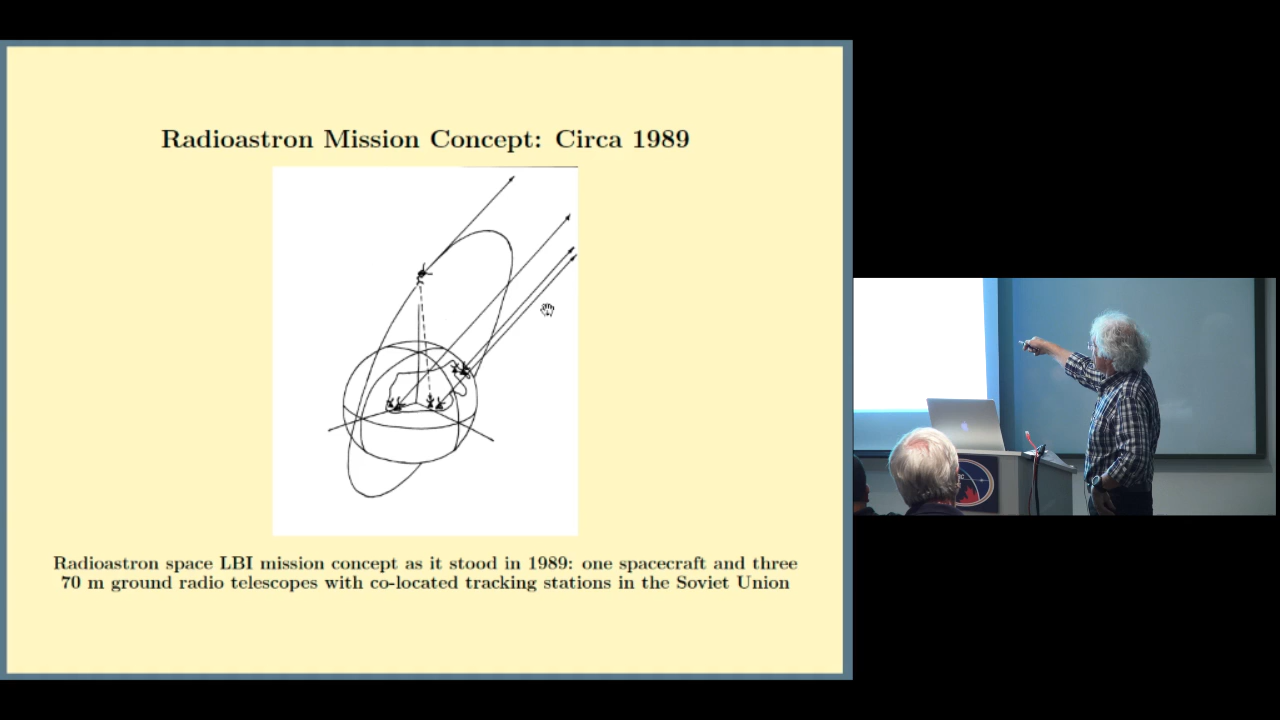 Radioastron Mission Concept: Circa 1989
Radioastron space LBI mission concept as it stood in 1989: one spacecraft and three
70 m ground radio telescopes with co-located tracking stations in the Soviet Union